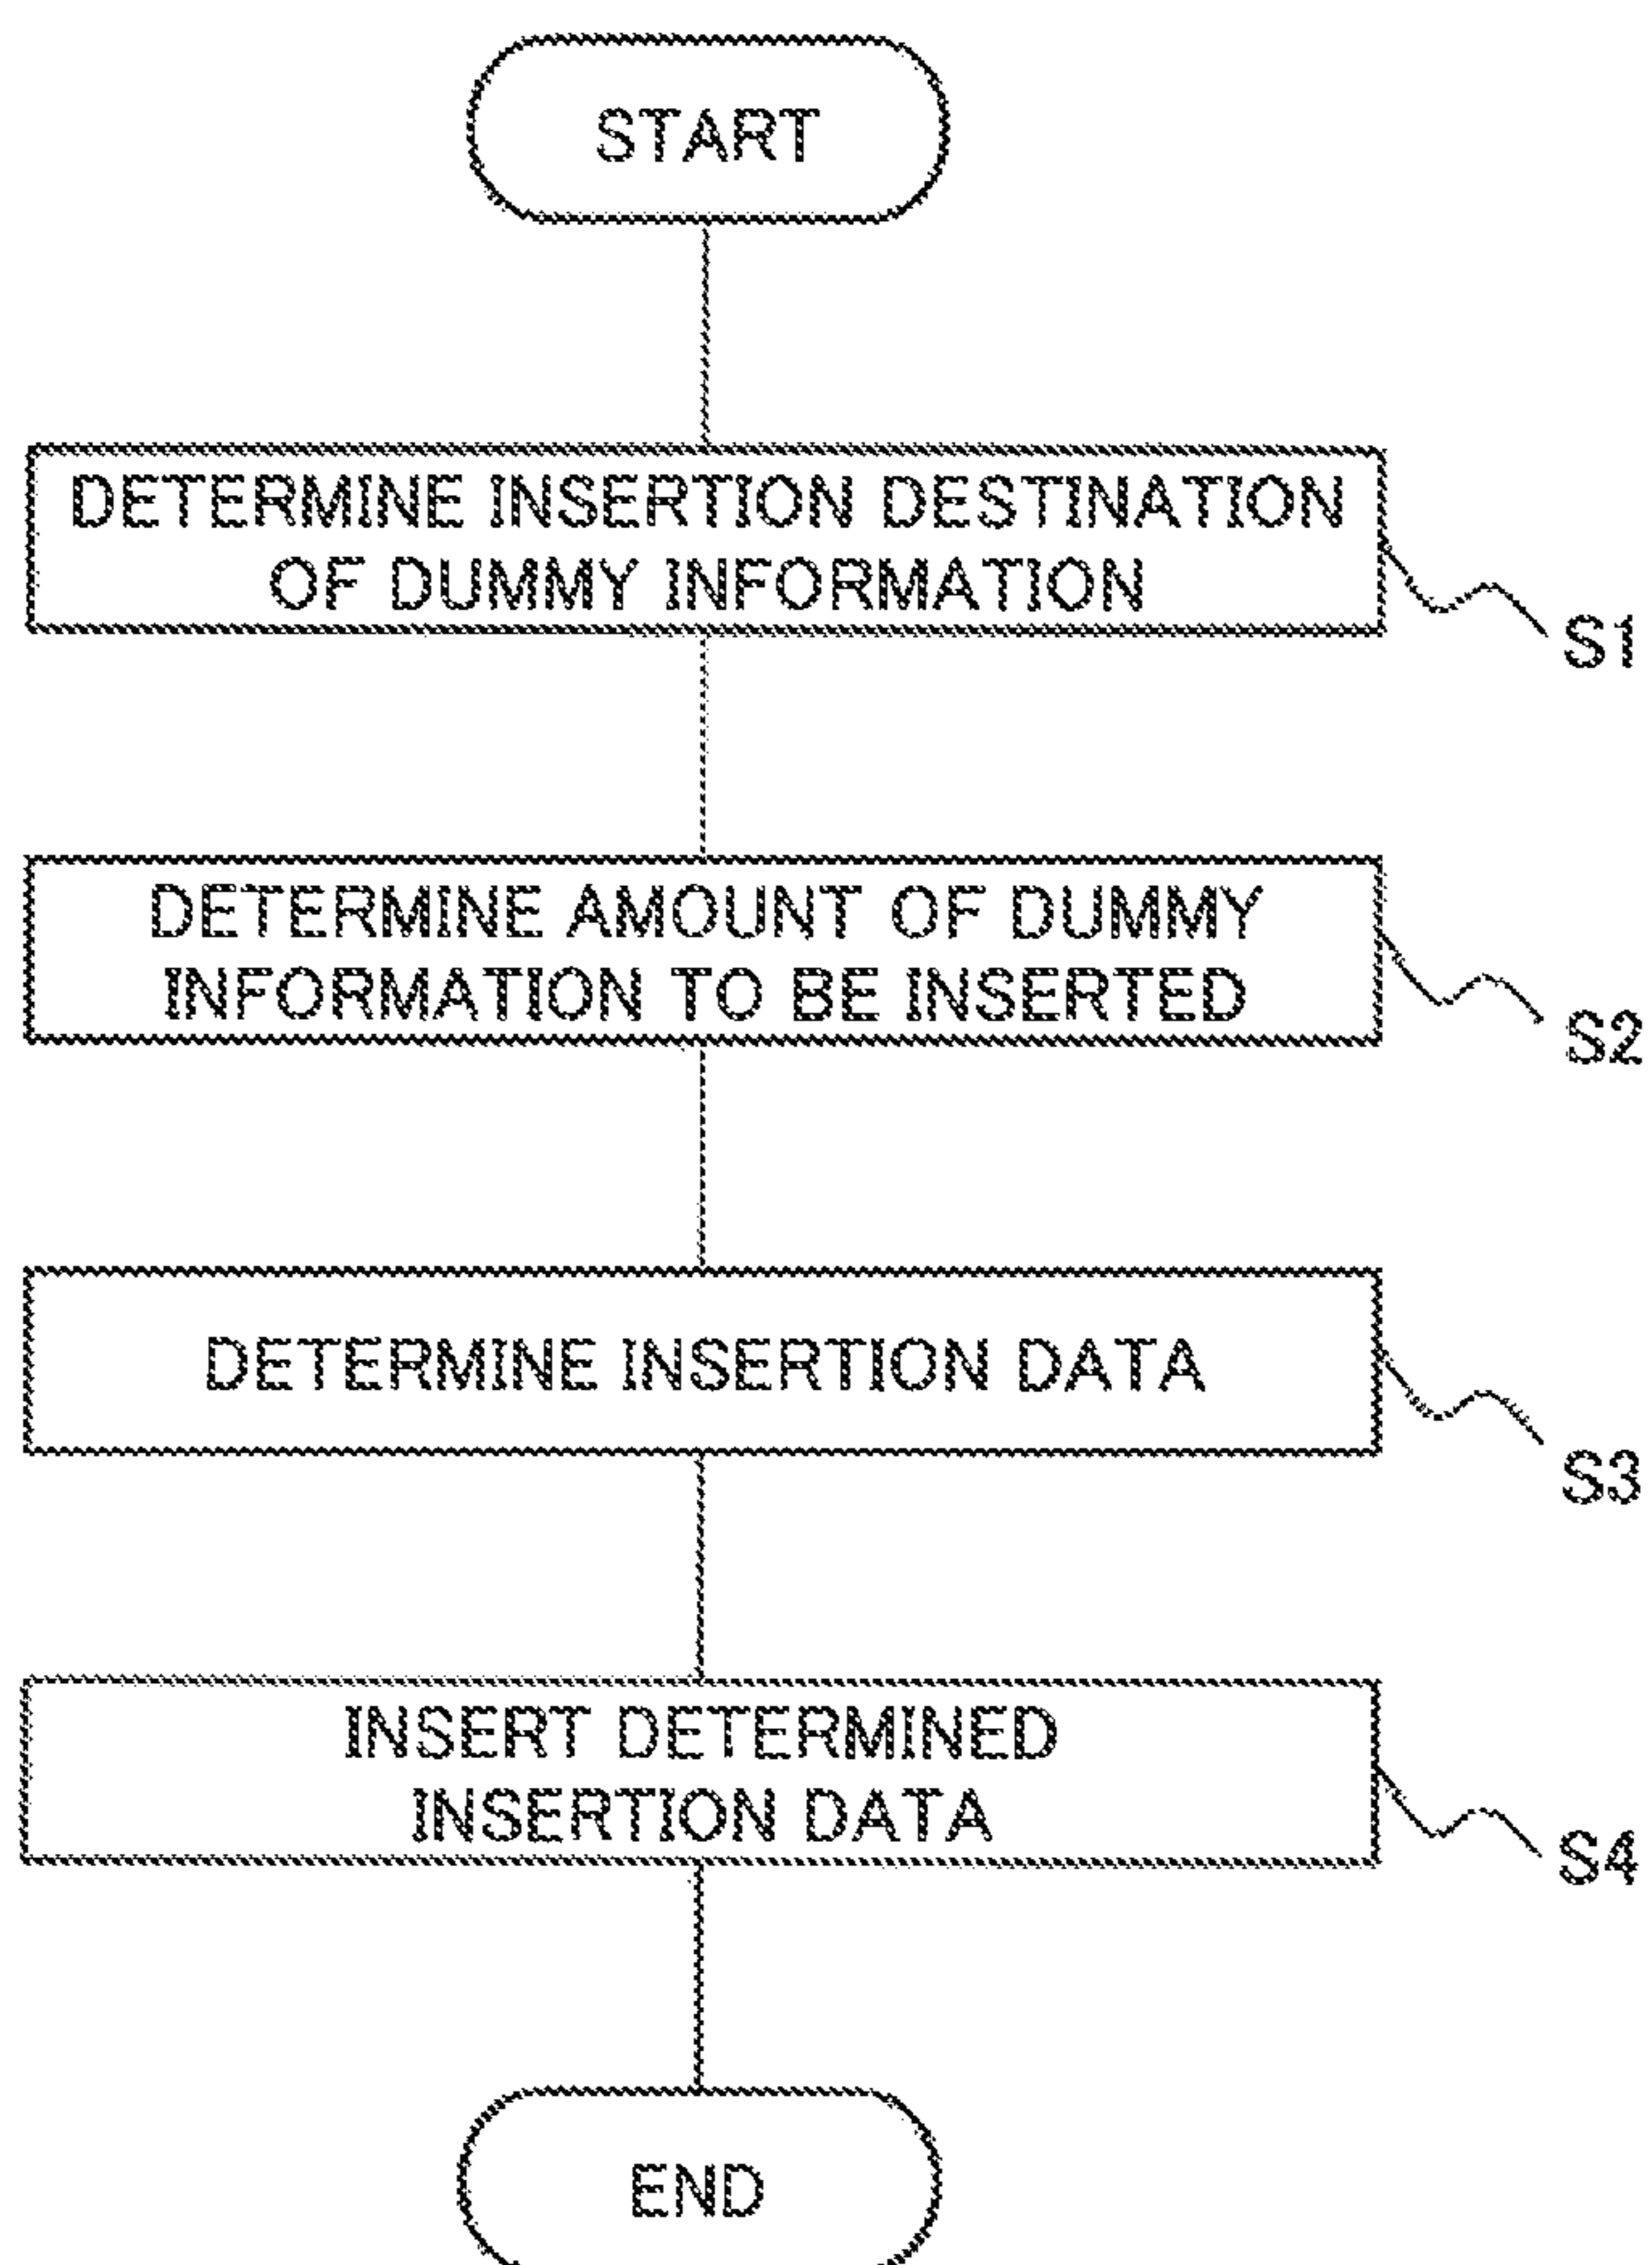 START
DETERMINE INSERTION DESTINATION
OF DUMMY INFORMATION
S1
DETERMINE AMOUNT OF DUMMY
INFORMATION TO BE INSERTED
S2
DETERMINE INSERTION DATA
S3
INSERT DETERMINED
INSERTION DATA
S4
END